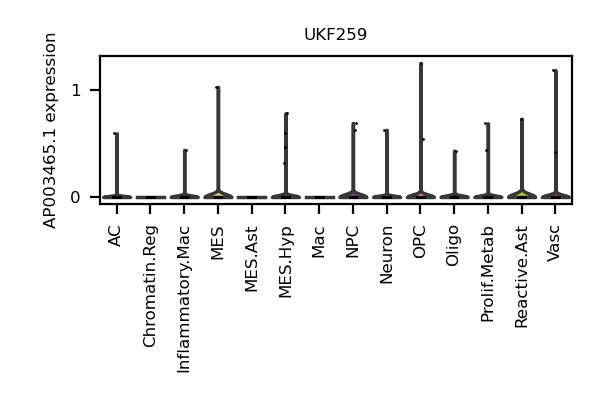 UKF259
AP003465.1 expression
1
0
AC
Chromatin.Reg
Inflammatory.Mac
MES
MES.Ast
MES.Hyp
Mac
NPC
Neuron
OPC
Oligo
Prolif.Metab
Reactive.Ast
Vasc